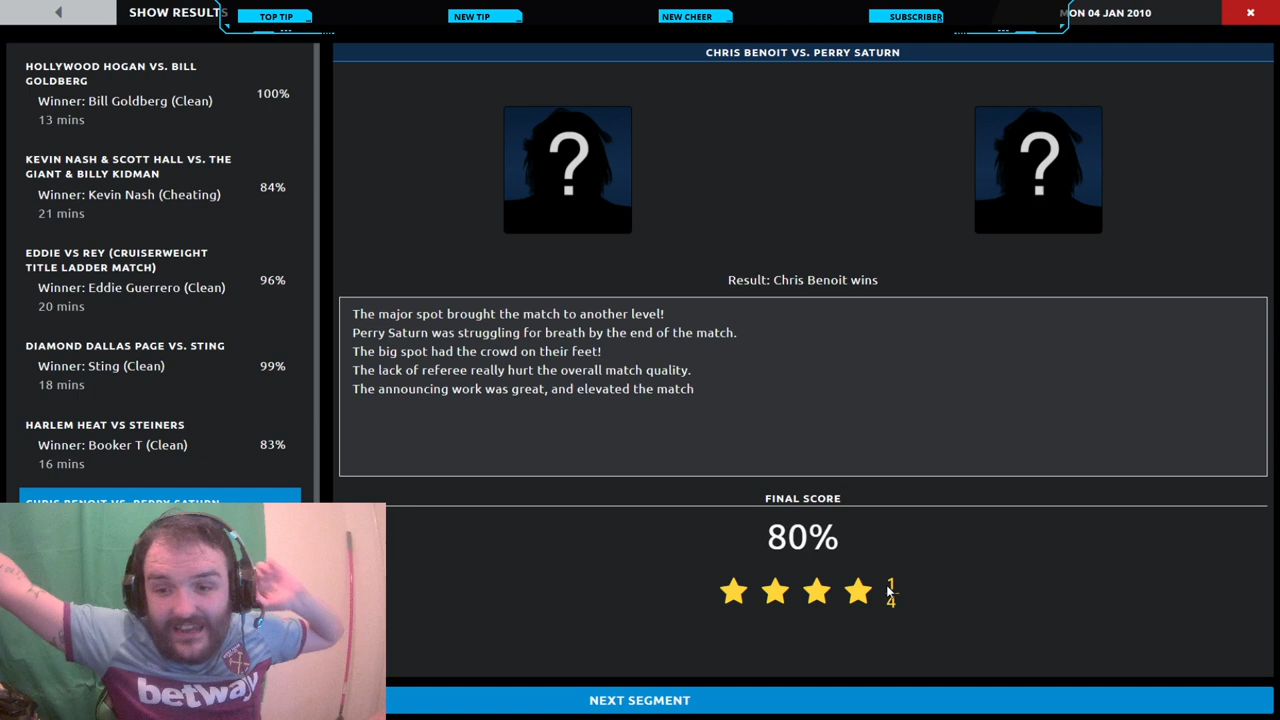 SHOW RESULTS
TOP TIP
NEW TIP
NEW CHEER
SUBSCRIBER
MON 04 JAN 2010
HOLLYWOOD HOGAN VS. BILL
GOLDBERG
Winner: Bill Goldberg (Clean)
13 mins
100%
KEVIN NASH & SCOTT HALL VS. THE
GIANT & BILLY KIDMAN
Winner: Kevin Nash (Cheating)
21 mins
84%
EDDIE VS REY (CRUISERWEIGHT
TITLE LADDER MATCH)
Winner: Eddie Guerrero (Clean)
20 mins
96%
DIAMOND DALLAS PAGE VS. STING
Winner: Sting (Clean)
18 mins
99%
HARLEM HEAT VS STEINERS
Winner: Booker T (Clean)
16 mins
83%
CHRIS BENOIT VS. PERRY SATURN
CHRIS BENOIT VS. PERRY SATURN
? ?
Result: Chris Benoit wins
The major spot brought the match to another level!
Perry Saturn was struggling for breath by the end of the match.
The big spot had the crowd on their feet!
The lack of referee really hurt the overall match quality.
The announcing work was great, and elevated the match
FINAL SCORE
80%
1/4
NEXT SEGMENT
betway